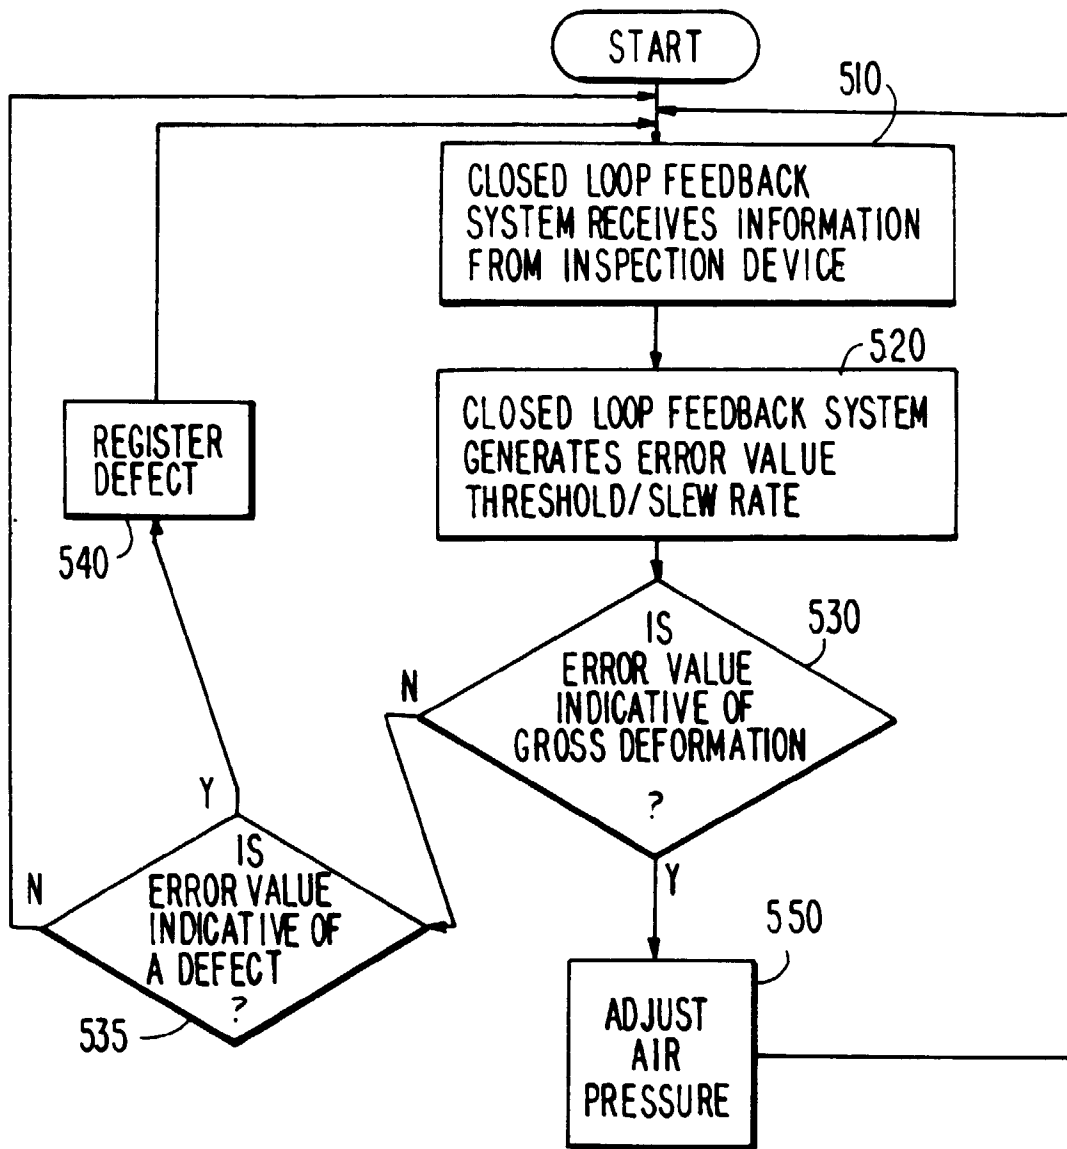 START
510
CLOSED LOOP FEEDBACK
SYSTEM RECEIVES INFORMATION
FROM INSPECTION DEVICE
520
CLOSED LOOP FEEDBACK SYSTEM
GENERATES ERROR VALUE
THRESHOLD/SLEW RATE
REGISTER
DEFECT
540
530
IS
ERROR VALUE
INDICATIVE OF
GROSS DEFORMATION
?
N
Y
Y
N
IS
ERROR VALUE
INDICATIVE OF
A DEFECT
?
535
550
ADJUST
AIR
PRESSURE